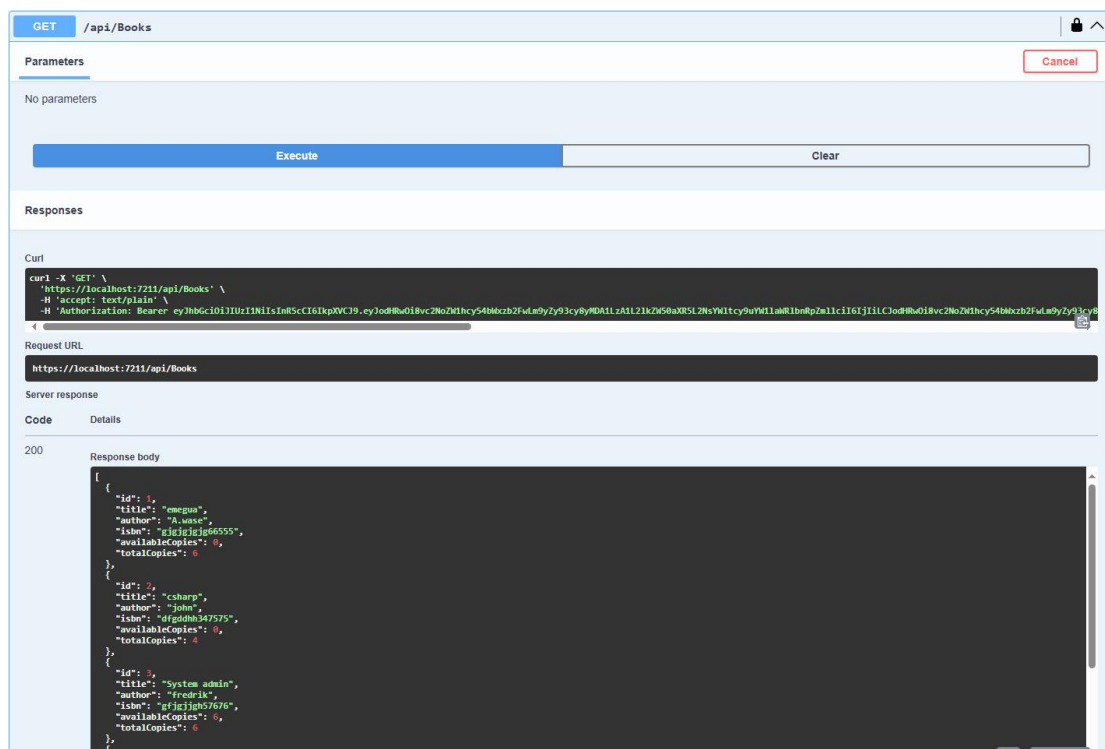 GET /api/Books
Parameters
Cancel
No parameters
Execute
Clear
Responses
Curl
curl -X 'GET' \
'https://localhost:7211/api/Books' \
-H 'accept: text/plain' \
-H 'Authorization: Bearer
Request URL
https://localhost:7211/api/Books
Server response
Code Details
200
Response body
[
{
"id": 1,
"title": "emegua",
"author": "A.wase",
"isbn": "gjgjgjgjg66555",
"availableCopies": 0,
"totalCopies": 6
},
{
"id": 2,
"title": "csharp",
"author": "john",
"isbn": "dfgddhh347575",
"availableCopies": 0,
"totalCopies": 4
},
{
"id": 3,
"title": "System admin",
"author": "fredrik",
"isbn": "gfjgjjgh57676",
"availableCopies": 6,
"totalCopies": 6
},
{